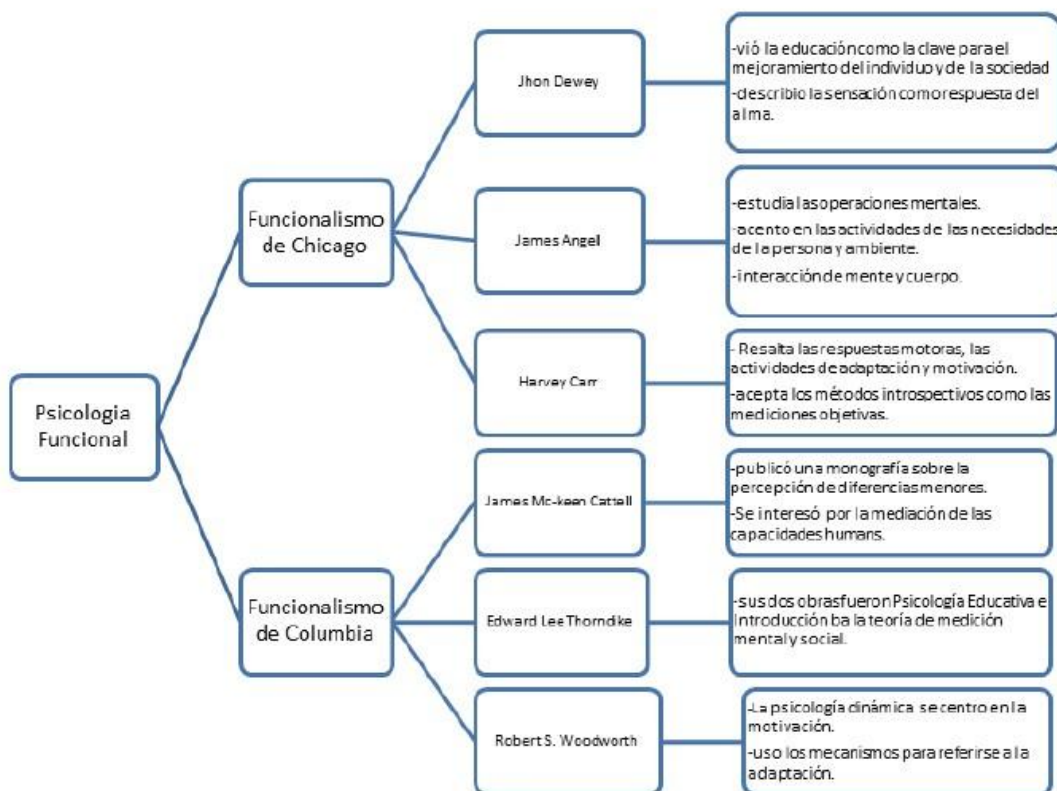 Psicologia
Funcional
Funcionalismo
de Chicago
Jhon Dewey
-vió la educación como la clave para el
mejoramiento del individuo y de la sociedad
-describio la sensación como respuesta del
alma.
James Angell
-estudia las operaciones mentales.
-acento en las actividades de las necesidades
de la persona y ambiente.
-interacción de mente y cuerpo.
Harvey Carr
- Resalta las respuestas motoras, las
actividades de adaptación y motivación.
-acepta los métodos introspectivos como las
mediciones objetivas.
Funcionalismo
de Columbia
James Mc-keen Cattell
-publicó una monografía sobre la
percepción de diferencias menores.
-Se interesó por la mediación de las
capacidades humans.
Edward Lee Thorndike
-sus dos obras fueron Psicología Educativa e
Introducción ba la teoría de medición
mental y social.
Robert S. Woodworth
-La psicología dinámica se centro en la
motivación.
-uso los mecanismos para referirse a la
adaptación.